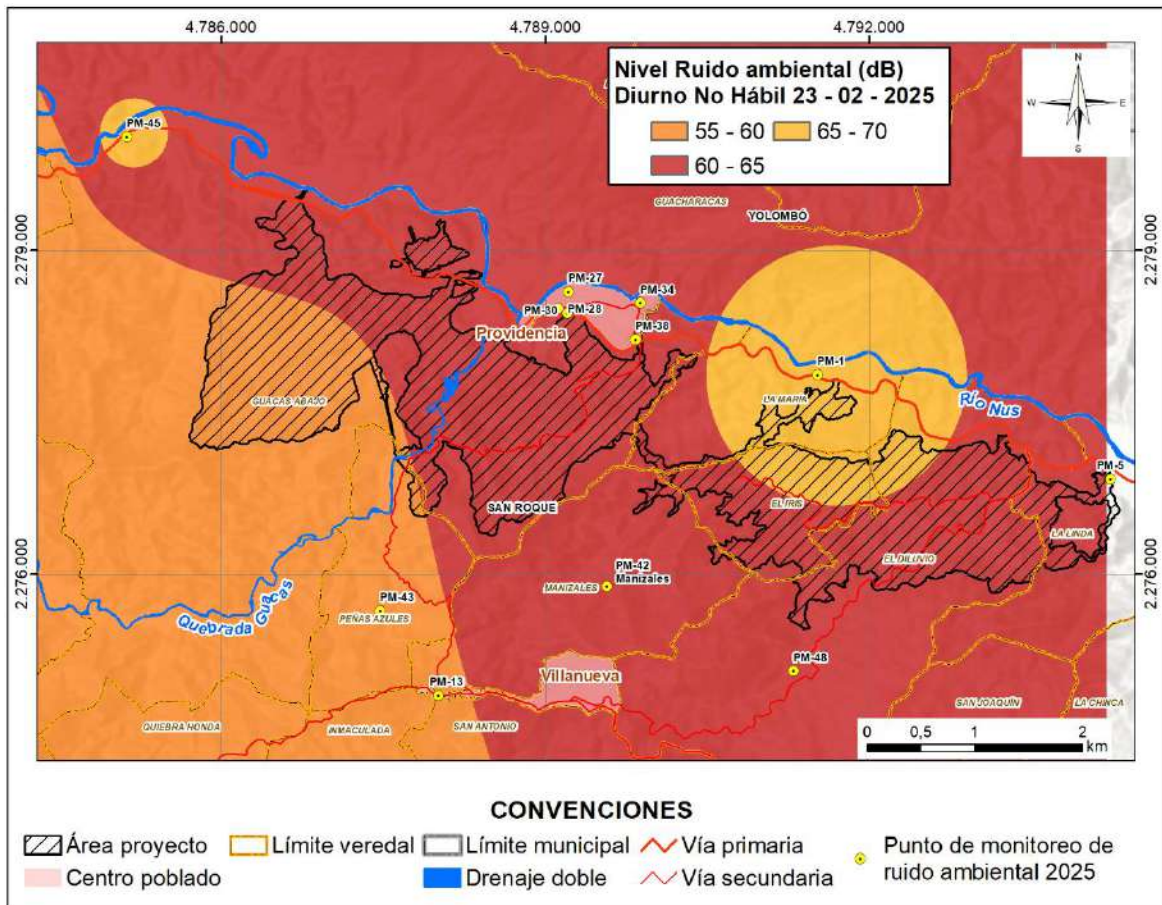 4.786.000
4.789.000
4.792.000
Nivel Ruido ambiental (dB)
Diurno No Hábil 23 - 02 - 2025
55 - 60
65 - 70
60 - 65
N
W
E
S
PM-45
GUACHARACAS
YOLOMBÓ
2.279.000
2.279.000
PM-27
PM-34
PM-30
PM-28
Providencia
PM-38
PM-1
GUACAS ABAJO
LA MARÍA
Río Nus
PM-5
SAN ROQUE
EL IRIS
LA LINDA
EL DILUVIO
2.276.000
2.276.000
PM-42
Manizales
MANIZALES
PM-43
PEÑAS AZULES
Quebrada Guacas
PM-48
Villanueva
PM-13
QUIEBRA HONDA
INMACULADA
SAN ANTONIO
SAN JOAQUÍN
LA CHINCA
0
0,5
1
2
km
CONVENCIONES
Área proyecto
Límite veredal
Límite municipal
Vía primaria
Punto de monitoreo de
ruido ambiental 2025
Centro poblado
Drenaje doble
Vía secundaria